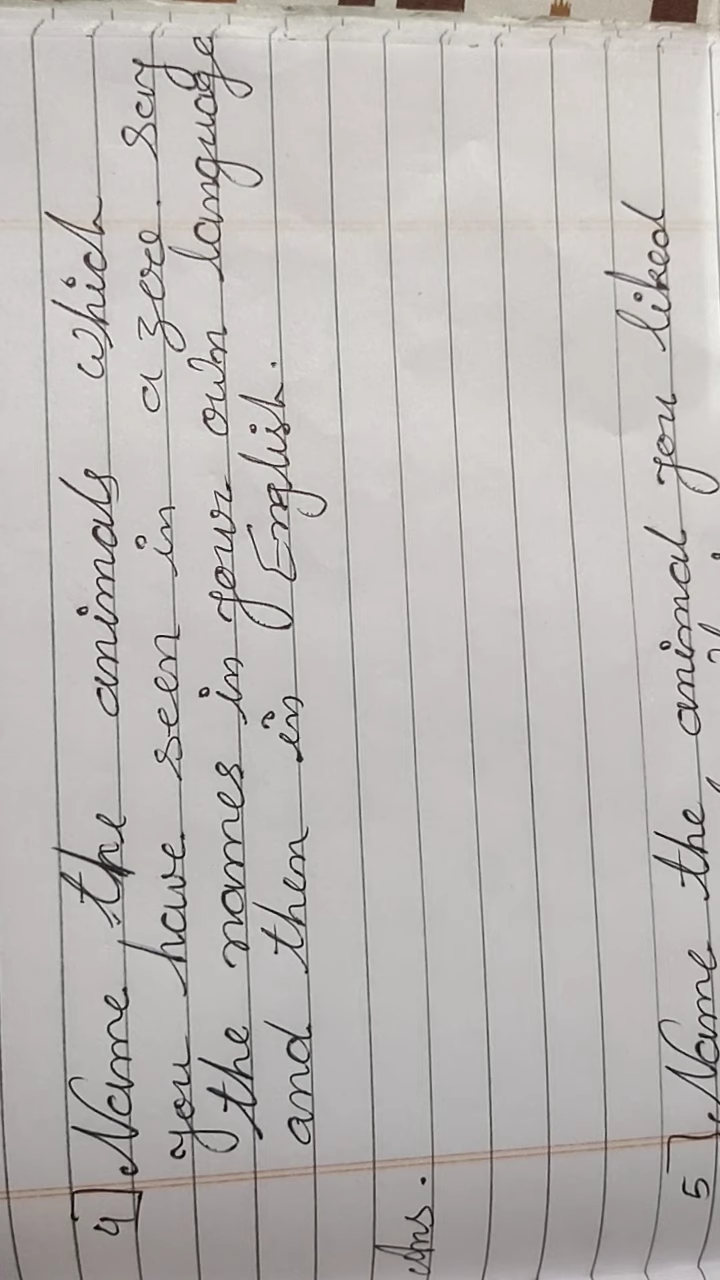 4] Name the animals which
you have seen in a zoo. say
the names in your own language
and then in English.
Ans.
5] Name the animal you liked